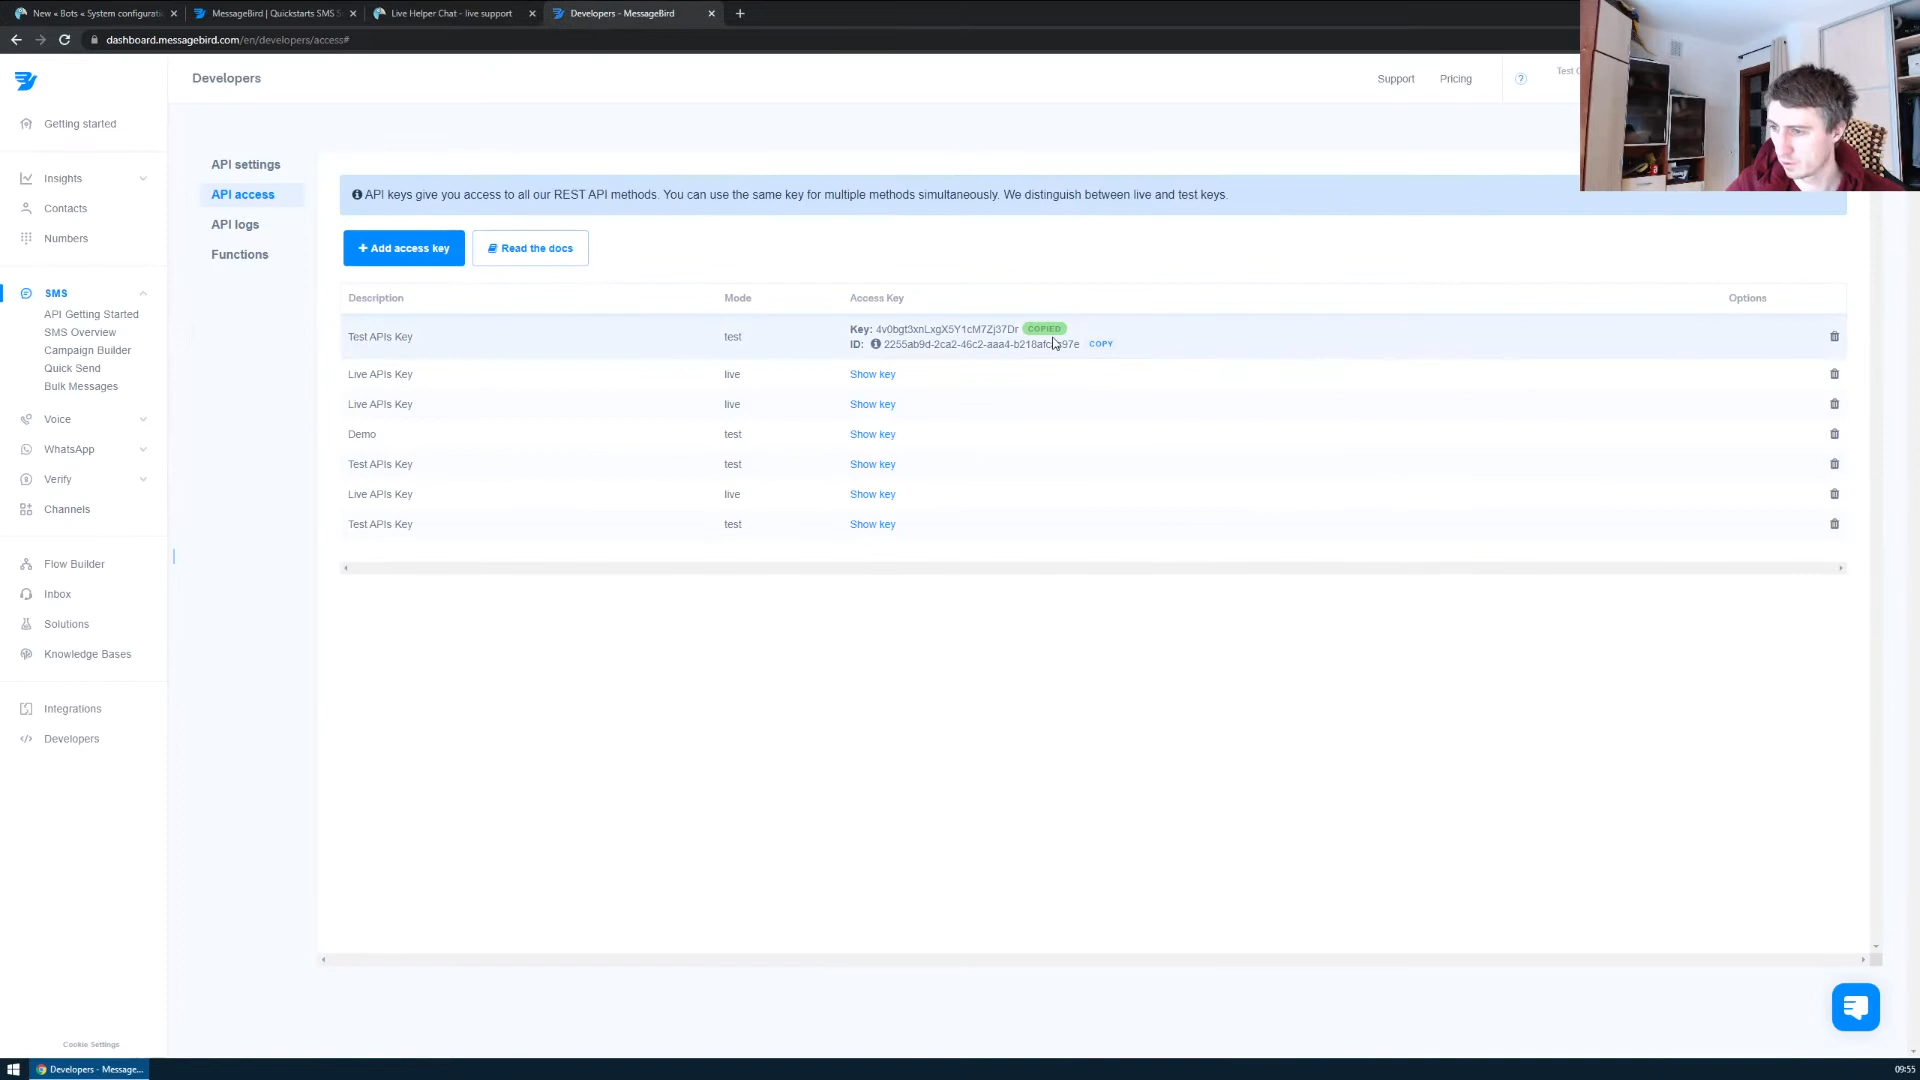 New « Bots « System configurati
MessageBird | Quickstarts SMS S
Live Helper Chat - live support
Developers - MessageBird
dashboard.messagebird.com/en/developers/access#
Developers
Support
Pricing
Test
Getting started
Insights
Contacts
Numbers
SMS
API Getting Started
SMS Overview
Campaign Builder
Quick Send
Bulk Messages
Voice
WhatsApp
Verify
Channels
Flow Builder
Inbox
Solutions
Knowledge Bases
Integrations
Developers
Cookie Settings
API settings
API access
API logs
Functions
API keys give you access to all our REST API methods. You can use the same key for multiple methods simultaneously. We distinguish between live and test keys.
+ Add access key
Read the docs
Description Mode Access Key Options
Test APIs Key test Key: 4v0bgt3xnLxgX5Y1cM7Zj37Dr COPIED
ID: COPY
Live APIs Key live Show key
Live APIs Key live Show key
Demo test Show key
Test APIs Key test Show key
Live APIs Key live Show key
Test APIs Key test Show key
Developers - Message...
09:55